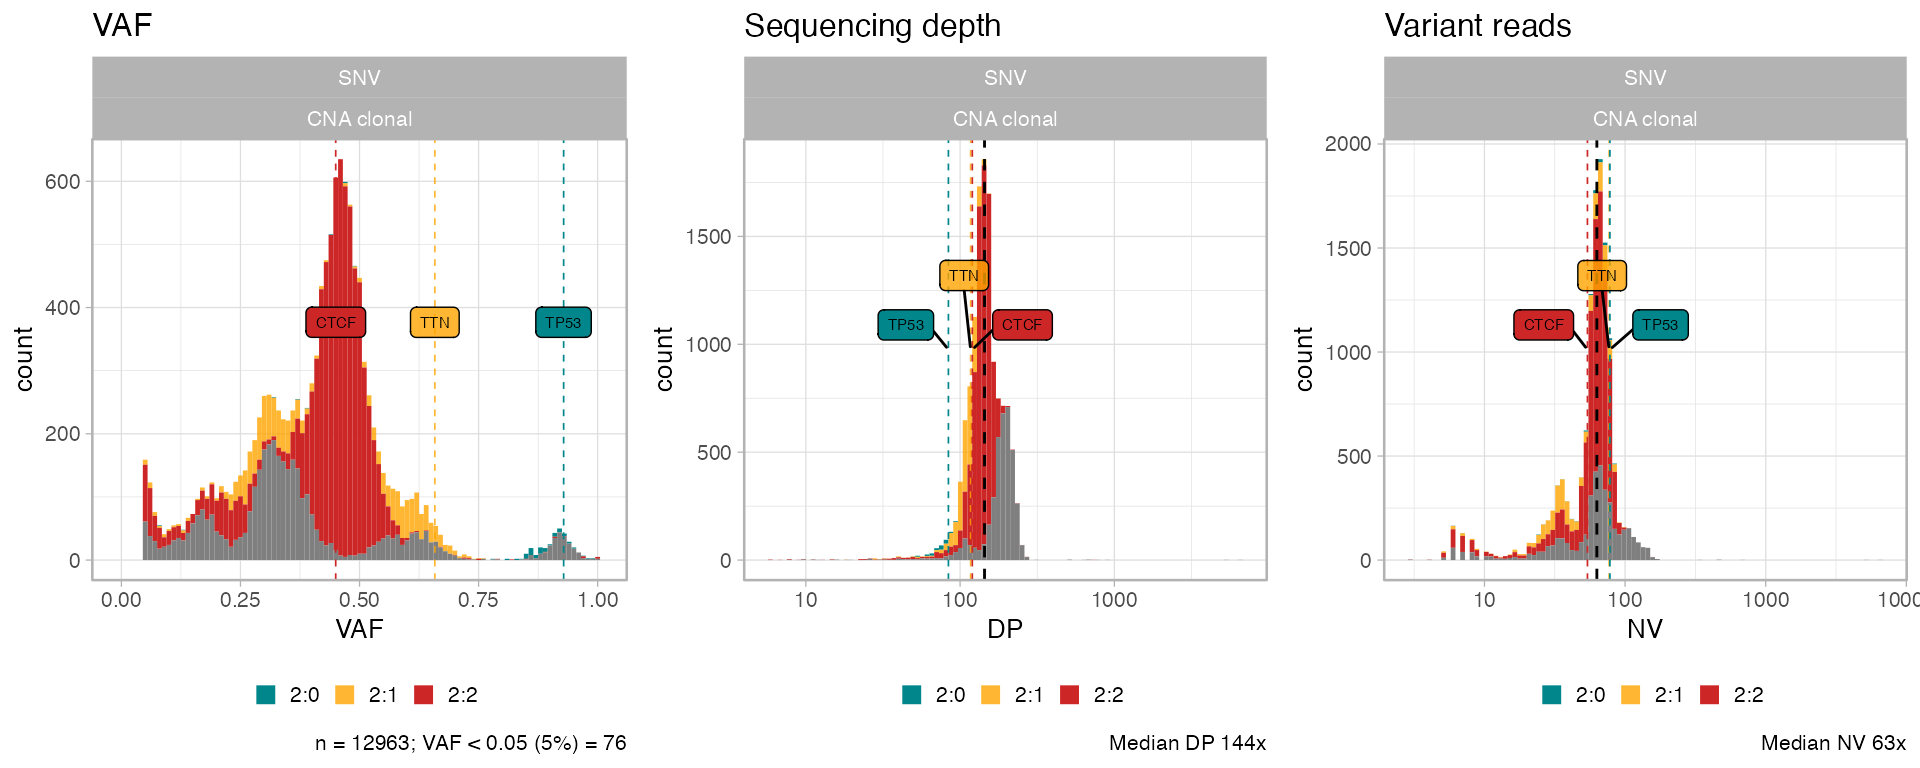 VAF
SNV
CNA clonal
600
400
200
0
count
CTCF
TTN
TP53
0.00
0.25
0.50
0.75
1.00
VAF
2:0
2:1
2:2
n = 12963; VAF < 0.05 (5%) = 76
Sequencing depth
SNV
CNA clonal
1500
1000
500
0
count
TTN
TP53
CTCF
10
100
1000
DP
2:0
2:1
2:2
Median DP 144x
Variant reads
SNV
CNA clonal
2000
1500
1000
500
0
count
TTN
CTCF
TP53
10
100
1000
1000
NV
2:0
2:1
2:2
Median NV 63x